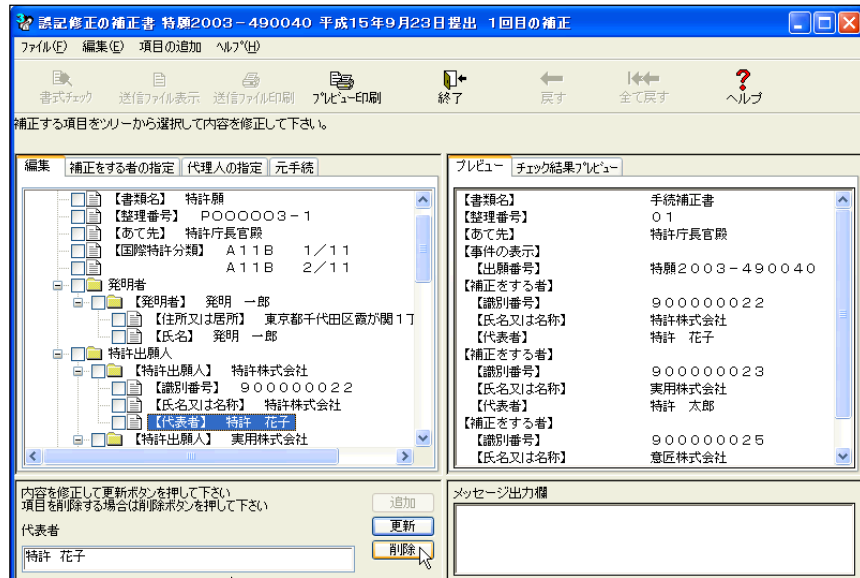 誤記修正の補正書 特願2003-490040 平成15年9月23日提出 1回目の補正
ファイル(F) 編集(E) 項目の追加 ヘルプ(H)
書式チェック 送信ファイル表示 送信ファイル印刷 プレビュー印刷 終了 戻す 全て戻す ヘルプ
補正する項目をツリーから選択して内容を修正して下さい。
編集 補正をする者の指定 代理人の指定 元手続
【書類名】 特許願
【整理番号】 P000003-1
【あて先】 特許庁長官殿
【国際特許分類】 A11B 1/11
A11B 2/11
発明者
【発明者】 発明 一郎
【住所又は居所】 東京都千代田区霞が関1丁
【氏名】 発明 一郎
特許出願人
【特許出願人】 特許株式会社
【識別番号】 900000022
【氏名又は名称】 特許株式会社
【代表者】 特許 花子
【特許出願人】 実用株式会社
プレビュー チェック結果プレビュー
【書類名】 手続補正書
【整理番号】 01
【あて先】 特許庁長官殿
【事件の表示】
【出願番号】 特願2003-490040
【補正をする者】
【識別番号】 900000022
【氏名又は名称】 特許株式会社
【代表者】 特許 花子
【補正をする者】
【識別番号】 900000023
【氏名又は名称】 実用株式会社
【代表者】 特許 太郎
【補正をする者】
【識別番号】 900000025
【氏名又は名称】 意匠株式会社
内容を修正して更新ボタンを押して下さい
項目を削除する場合は削除ボタンを押して下さい
追加
代表者
更新
特許 花子
削除
メッセージ出力欄